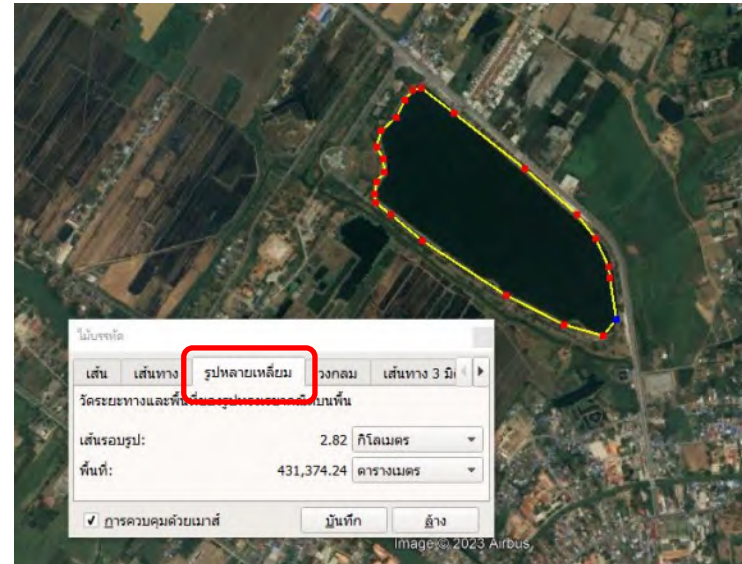 ไม้บรรทัด
เส้น เส้นทาง รูปหลายเหลี่ยม วงกลม เส้นทาง 3 มิ
วัดระยะทางและพื้นที่ของรูปทรงเรขาคณิตบนพื้น
เส้นรอบรูป: 2.82 กิโลเมตร
พื้นที่: 431,374.24 ตารางเมตร
การควบคุมด้วยเมาส์ บันทึก ล้าง
Image © 2023 Airbus